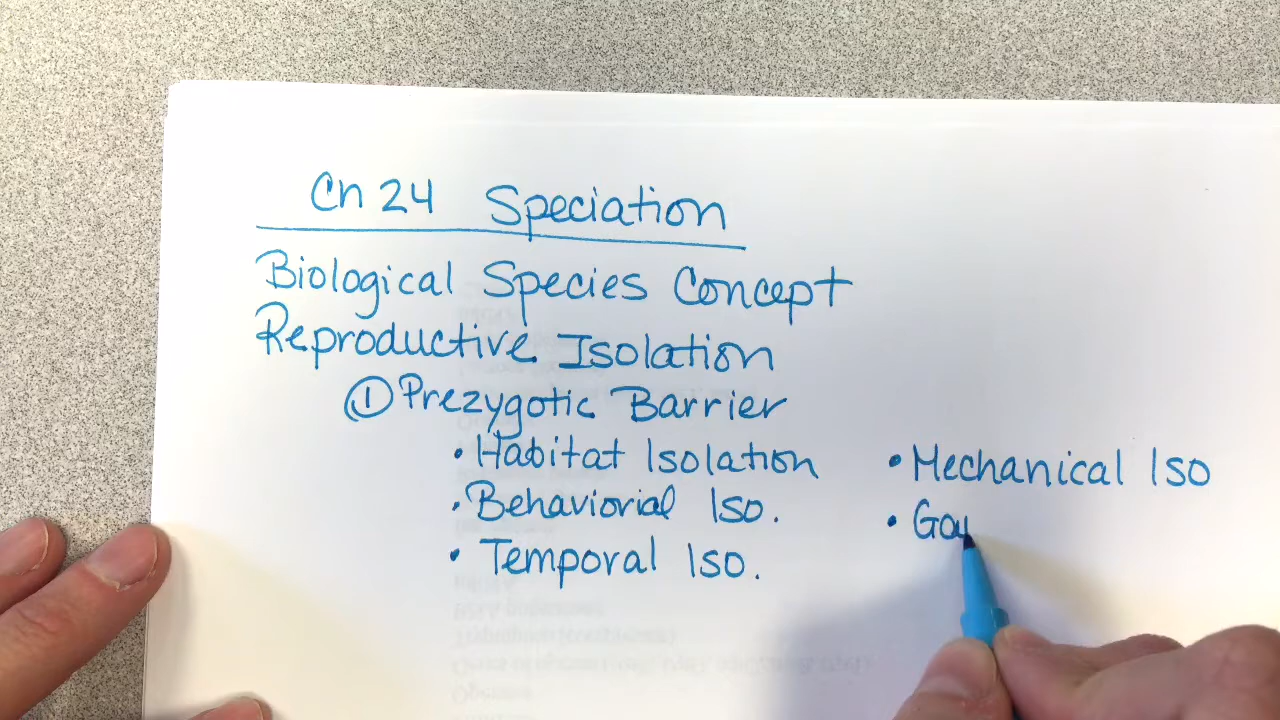 Ch 24 Speciation
Biological Species Concept
Reproductive Isolation
① Prezygotic Barrier
• Habitat Isolation
• Behaviorial Iso.
• Temporal Iso.
• Mechanical Iso
• Ga